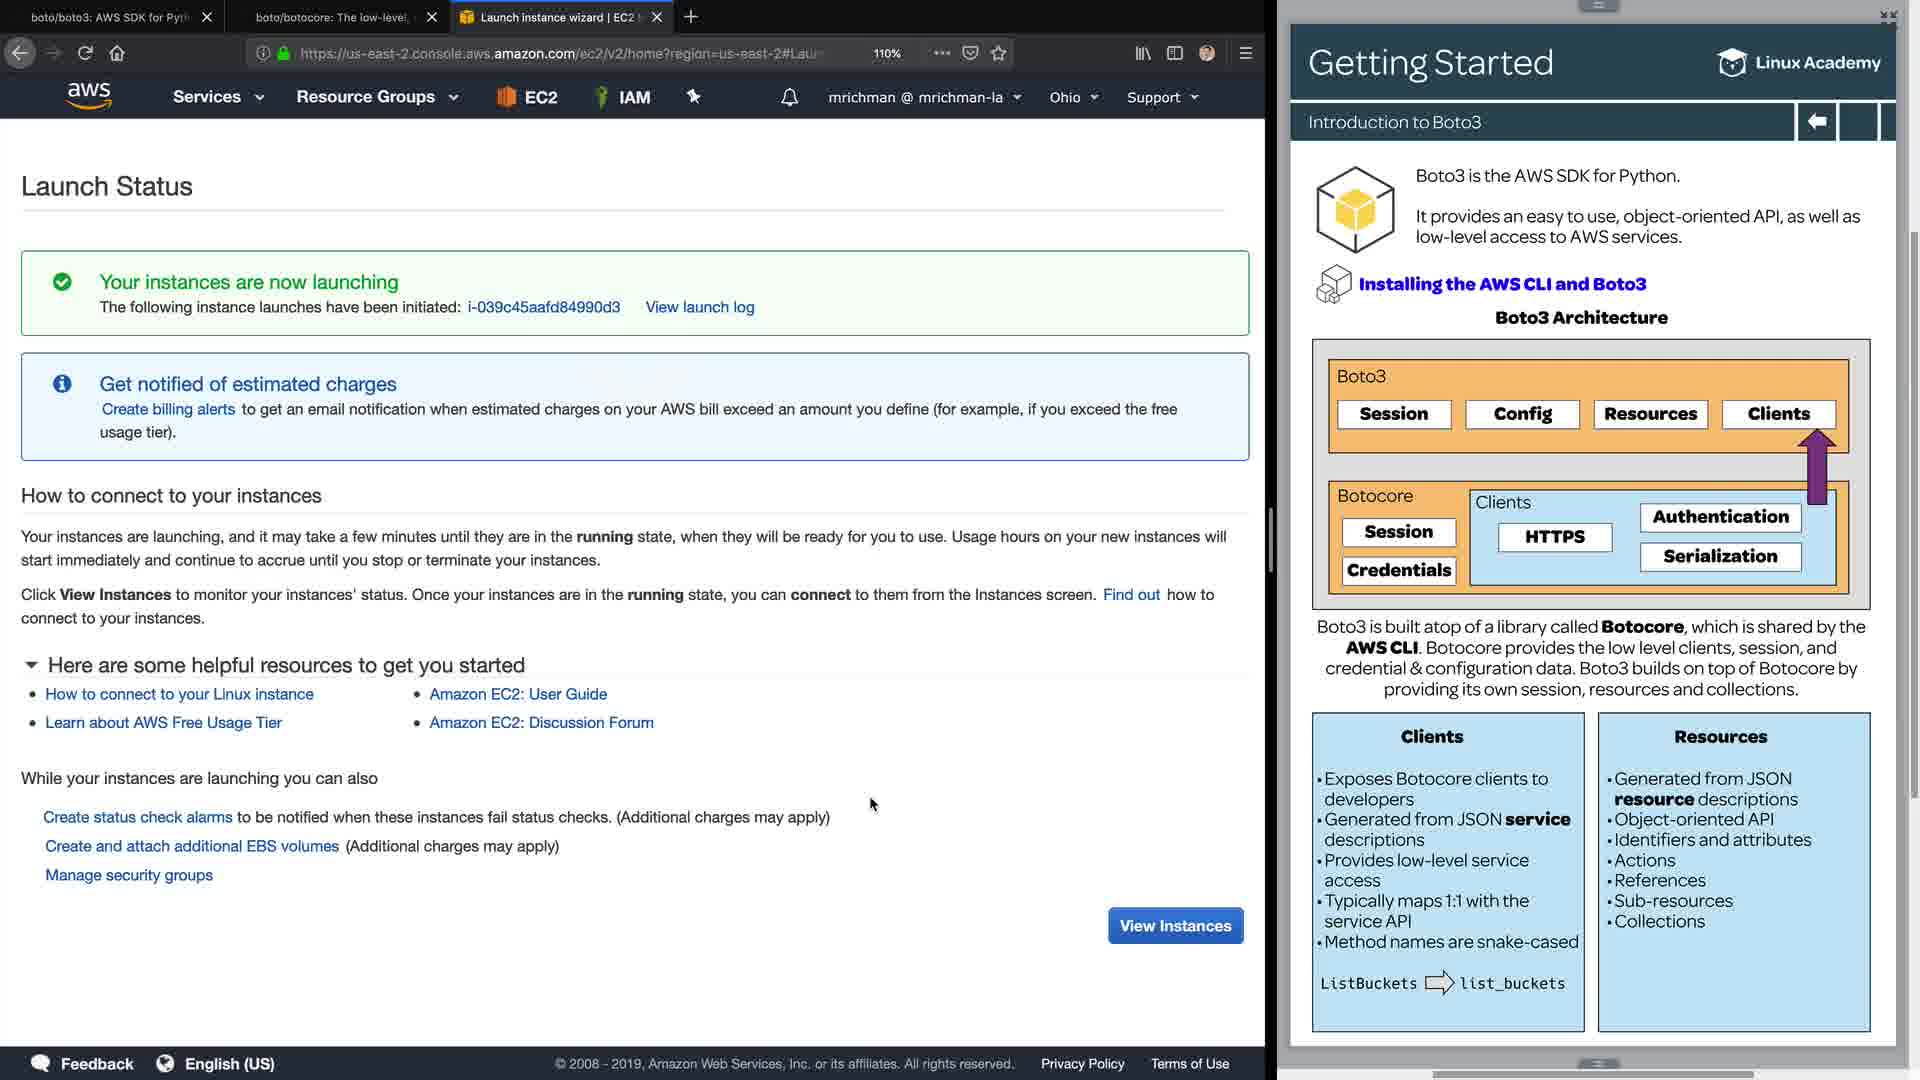 boto/boto3: AWS SDK for Pyth
boto/botocore: The low-level,
Launch instance wizard | EC2
https://us-east-2.console.aws.amazon.com/ec2/v2/home?region=us-east-2#Lau
110%
aws
Services
Resource Groups
EC2
IAM
mrichman @ mrichman-la
Ohio
Support
Launch Status
Your instances are now launching
The following instance launches have been initiated: i-039c45aafd84990d3 View launch log
Get notified of estimated charges
Create billing alerts to get an email notification when estimated charges on your AWS bill exceed an amount you define (for example, if you exceed the free
usage tier).
How to connect to your instances
Your instances are launching, and it may take a few minutes until they are in the running state, when they will be ready for you to use. Usage hours on your new instances will
start immediately and continue to accrue until you stop or terminate your instances.
Click View Instances to monitor your instances' status. Once your instances are in the running state, you can connect to them from the Instances screen. Find out how to
connect to your instances.
Here are some helpful resources to get you started
• How to connect to your Linux instance
• Amazon EC2: User Guide
• Learn about AWS Free Usage Tier
• Amazon EC2: Discussion Forum
While your instances are launching you can also
Create status check alarms to be notified when these instances fail status checks. (Additional charges may apply)
Create and attach additional EBS volumes (Additional charges may apply)
Manage security groups
View Instances
Feedback
English (US)
© 2008 - 2019, Amazon Web Services, Inc. or its affiliates. All rights reserved.
Privacy Policy
Terms of Use
Getting Started
Linux Academy
Introduction to Boto3
Boto3 is the AWS SDK for Python.
It provides an easy to use, object-oriented API, as well as
low-level access to AWS services.
Installing the AWS CLI and Boto3
Boto3 Architecture
Boto3
Session
Config
Resources
Clients
Botocore
Session
Credentials
Clients
HTTPS
Authentication
Serialization
Boto3 is built atop of a library called Botocore, which is shared by the
AWS CLI. Botocore provides the low level clients, session, and
credential & configuration data. Boto3 builds on top of Botocore by
providing its own session, resources and collections.
Clients
• Exposes Botocore clients to
developers
• Generated from JSON service
descriptions
• Provides low-level service
access
• Typically maps 1:1 with the
service API
• Method names are snake-cased
ListBuckets
list_buckets
Resources
• Generated from JSON
resource descriptions
• Object-oriented API
• Identifiers and attributes
• Actions
• References
• Sub-resources
• Collections